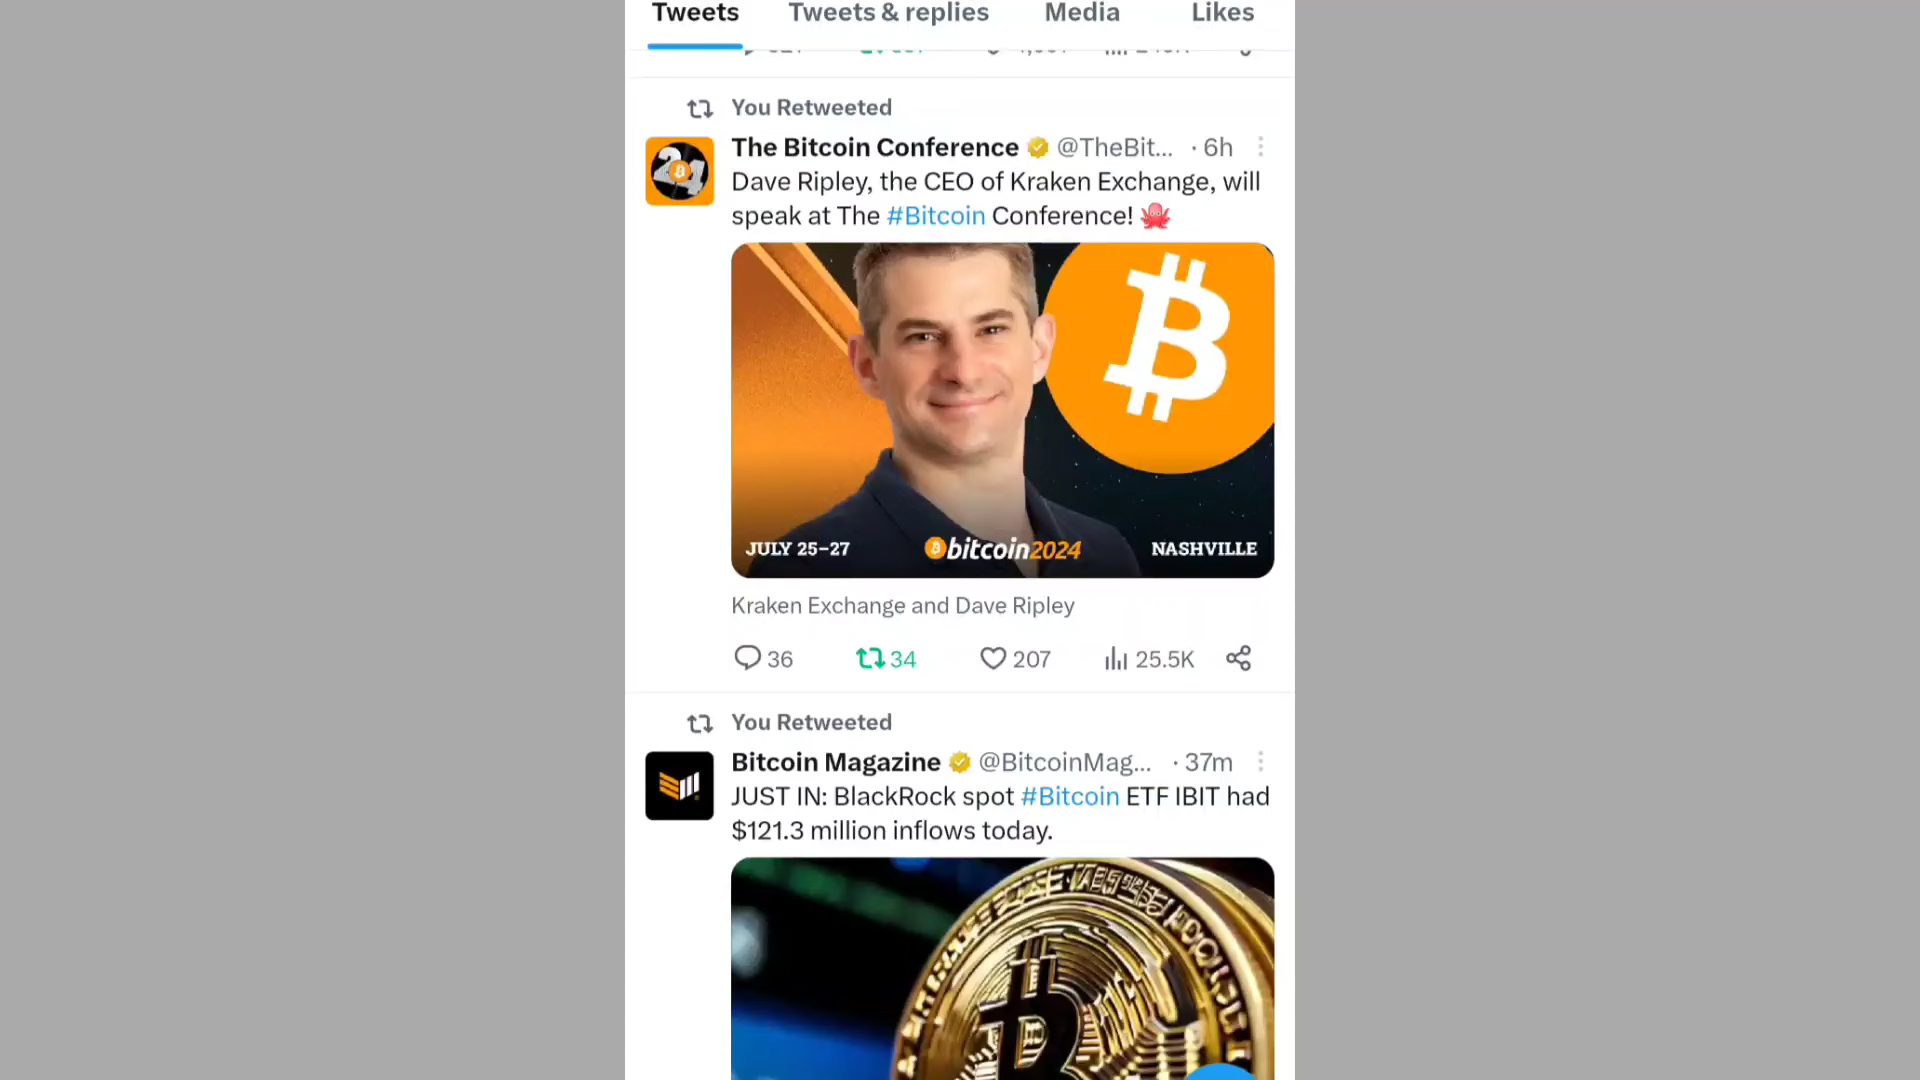 Tweets Tweets & replies Media Likes
You Retweeted
The Bitcoin Conference @TheBit... · 6h
Dave Ripley, the CEO of Kraken Exchange, will
speak at The #Bitcoin Conference!
JULY 25-27 bitcoin2024 NASHVILLE
Kraken Exchange and Dave Ripley
36 34 207 25.5K
You Retweeted
Bitcoin Magazine @BitcoinMag... · 37m
JUST IN: BlackRock spot #Bitcoin ETF IBIT had
$121.3 million inflows today.